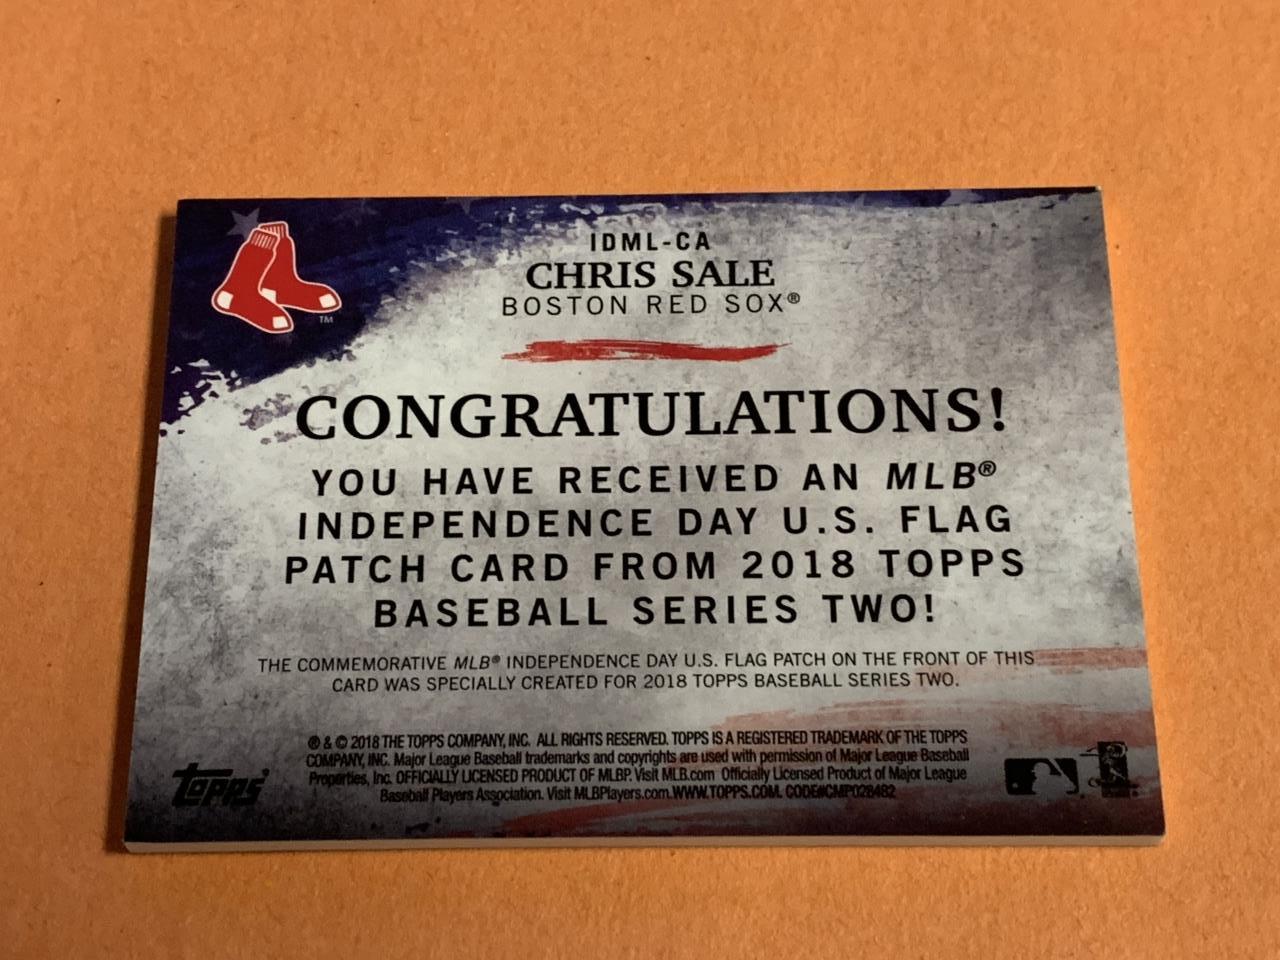 IDML-CA
CHRIS SALE
BOSTON RED SOX®
TM
CONGRATULATIONS!
YOU HAVE RECEIVED AN MLB®
INDEPENDENCE DAY U.S. FLAG
PATCH CARD FROM 2018 TOPPS
BASEBALL SERIES TWO!
THE COMMEMORATIVE MLB® INDEPENDENCE DAY U.S. FLAG PATCH ON THE FRONT OF THIS
CARD WAS SPECIALLY CREATED FOR 2018 TOPPS BASEBALL SERIES TWO.
® & © 2018 THE TOPPS COMPANY, INC. ALL RIGHTS RESERVED. TOPPS IS A REGISTERED TRADEMARK OF THE TOPPS
COMPANY, INC. Major League Baseball trademarks and copyrights are used with permission of Major League Baseball
Properties, Inc. OFFICIALLY LICENSED PRODUCT OF MLBP. Visit MLB.com Officially Licensed Product of Major League
Baseball Players Association. Visit MLBPlayers.com. WWW.TOPPS.COM. CODE#CMP028482
topps®